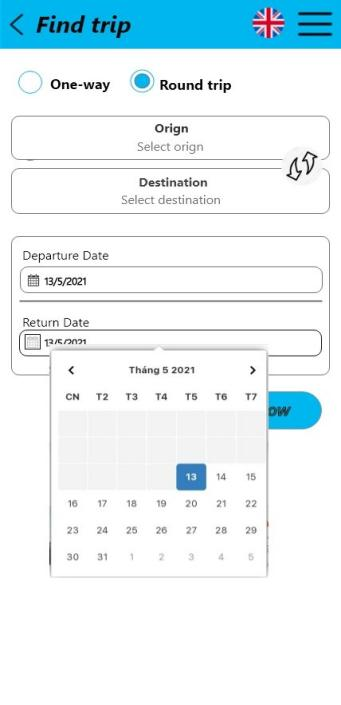 Find trip
One-way
Round trip
Orign
Select orign
Destination
Select destination
Departure Date
13/5/2021
Return Date
13/5/2021
Tháng 5 2021
CN T2 T3 T4 T5 T6 T7
13 14 15
16 17 18 19 20 21 22
23 24 25 26 27 28 29
30 31 1 2 3 4 5